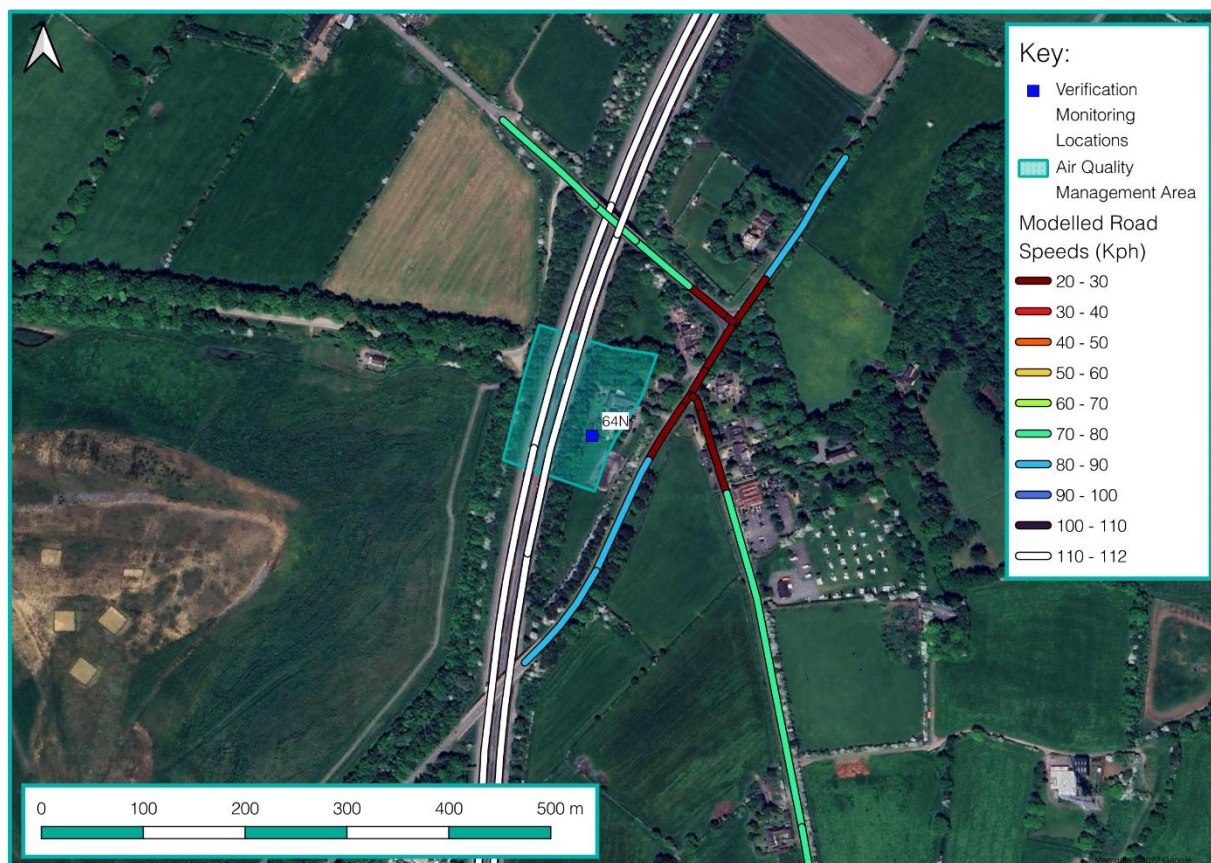 Key:
Verification
Monitoring
Locations
Air Quality
Management Area
Modelled Road
Speeds (Kph)
20 - 30
30 - 40
40 - 50
50 - 60
60 - 70
70 - 80
80 - 90
90 - 100
100 - 110
110 - 112
64N
0 100 200 300 400 500 m